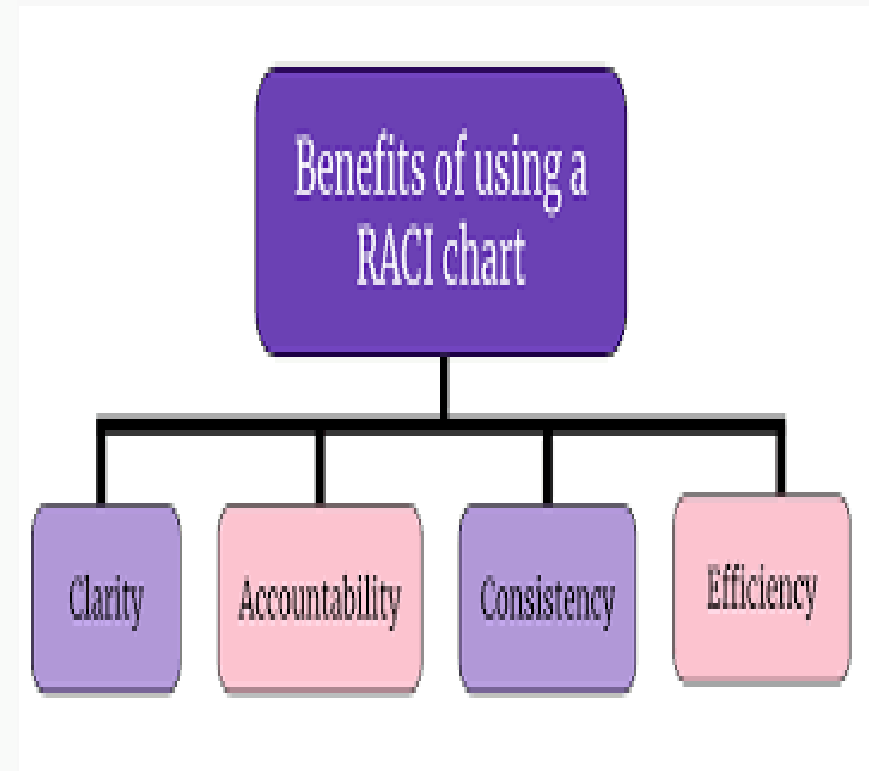 Benefits of using a
RACI chart
Clarity
Accountability
Consistency
Efficiency